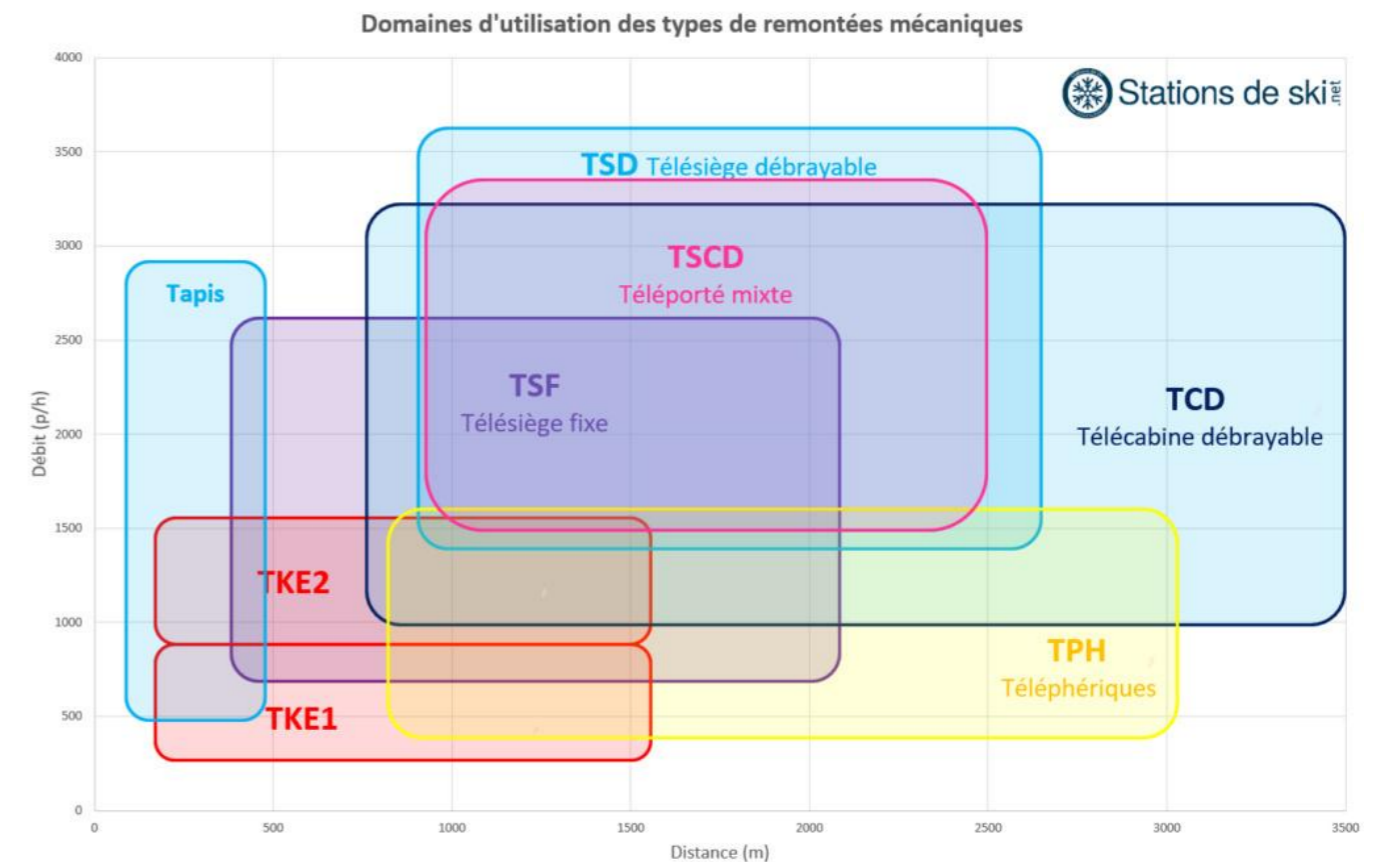 Domaines d'utilisation des types de remontées mécaniques
Stations de ski.net
4000
3500
3000
2500
2000
1500
1000
500
0
Débit (p/h)
TSD Télésiège débrayable
TSCD
Téléporté mixte
Tapis
TSF
Télésiège fixe
TCD
Télécabine débrayable
TKE2
TPH
Téléphériques
TKE1
0 500 1000 1500 2000 2500 3000 3500
Distance (m)